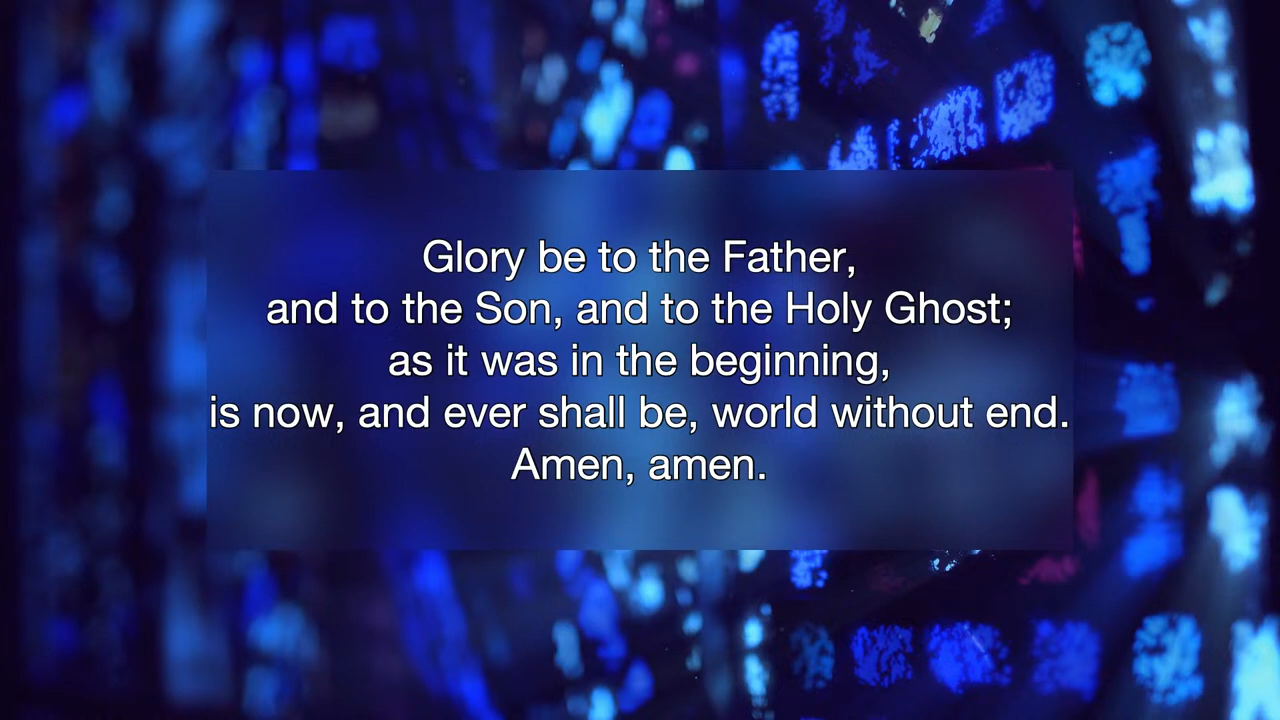 Glory be to the Father,
and to the Son, and to the Holy Ghost;
as it was in the beginning,
is now, and ever shall be, world without end.
Amen, amen.